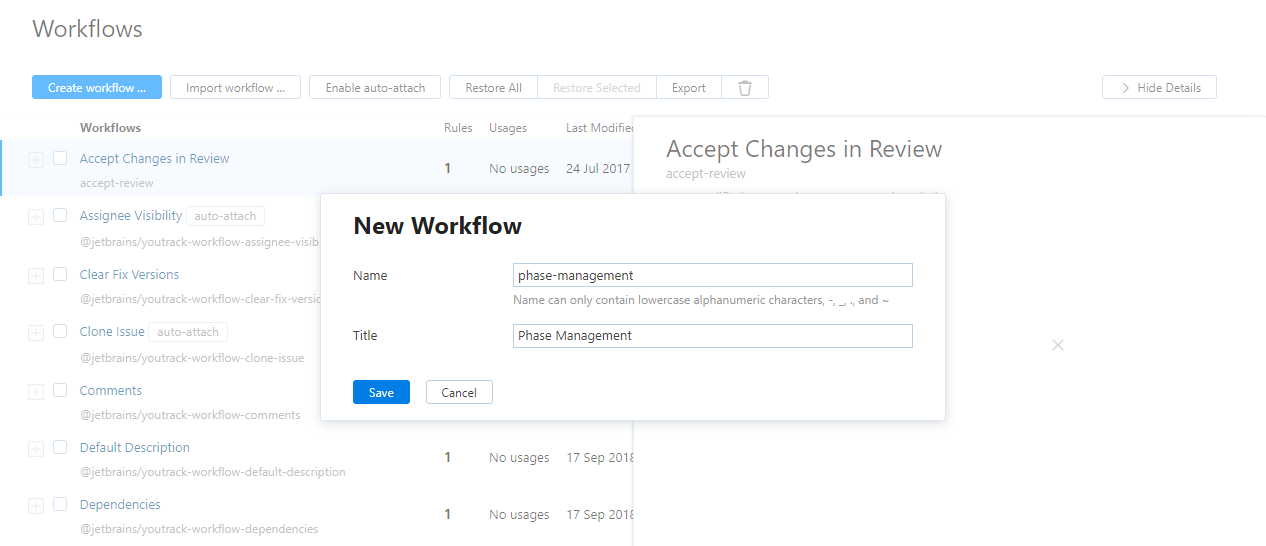 Workflows
Create workflow ... Import workflow ... Enable auto-attach Restore All Restore Selected Export Hide Details
Workflows Rules Usages Last Modified
Accept Changes in Review 1 No usages 24 Jul 2017
accept-review
Accept Changes in Review
accept-review
Assignee Visibility auto-attach
@jetbrains/youtrack-workflow-assignee-visib
Clear Fix Versions
@jetbrains/youtrack-workflow-clear-fix-versio
Clone Issue auto-attach
@jetbrains/youtrack-workflow-clone-issue
Comments
@jetbrains/youtrack-workflow-comments
Default Description 1 No usages 17 Sep 2018
@jetbrains/youtrack-workflow-default-description
Dependencies 1 No usages 17 Sep 2018
@jetbrains/youtrack-workflow-dependencies
New Workflow
Name phase-management
Name can only contain lowercase alphanumeric characters, -, _, ., and ~
Title Phase Management
Save Cancel